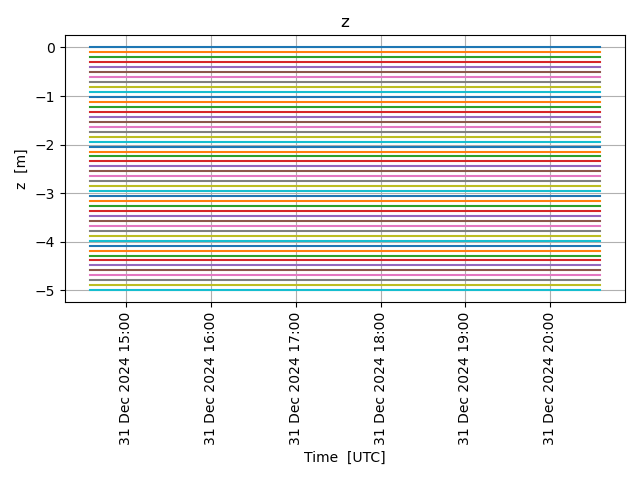 z
0
−1
−2
−3
−4
−5
z [m]
31 Dec 2024 15:00
31 Dec 2024 16:00
31 Dec 2024 17:00
31 Dec 2024 18:00
31 Dec 2024 19:00
31 Dec 2024 20:00
Time [UTC]